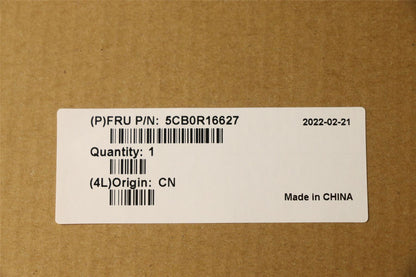 (P)FRU P/N: 5CB0R16627
2022-02-21
Quantity: 1
(4L)Origin: CN
Made in CHINA